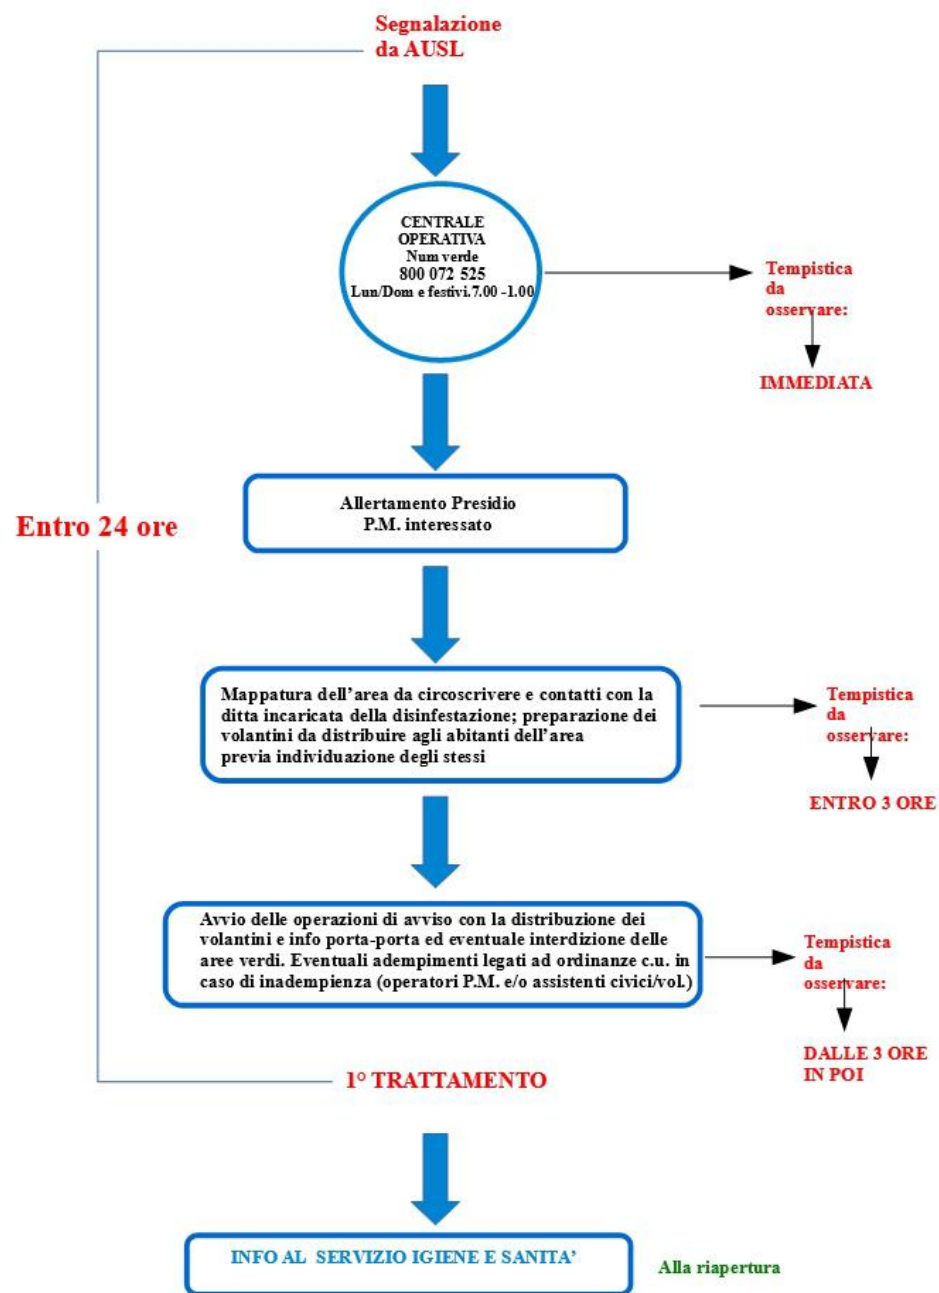 Segnalazione
da AUSL
CENTRALE
OPERATIVA
Num verde
800 072 525
Lun/Dom e festivi.7.00 -1.00
Tempistica
da
osservare:
IMMEDIATA
Allertamento Presidio
P.M. interessato
Entro 24 ore
Mappatura dell’area da circoscrivere e contatti con la
ditta incaricata della disinfestazione; preparazione dei
volantini da distribuire agli abitanti dell’area
previa individuazione degli stessi
Tempistica
da
osservare:
ENTRO 3 ORE
Avvio delle operazioni di avviso con la distribuzione dei
volantini e info porta-porta ed eventuale interdizione delle
aree verdi. Eventuali adempimenti legati ad ordinanze c.u. in
caso di inadempienza (operatori P.M. e/o assistenti civici/vol.)
Tempistica
da
osservare:
DALLE 3 ORE
IN POI
1° TRATTAMENTO
INFO AL SERVIZIO IGIENE E SANITA’
Alla riapertura